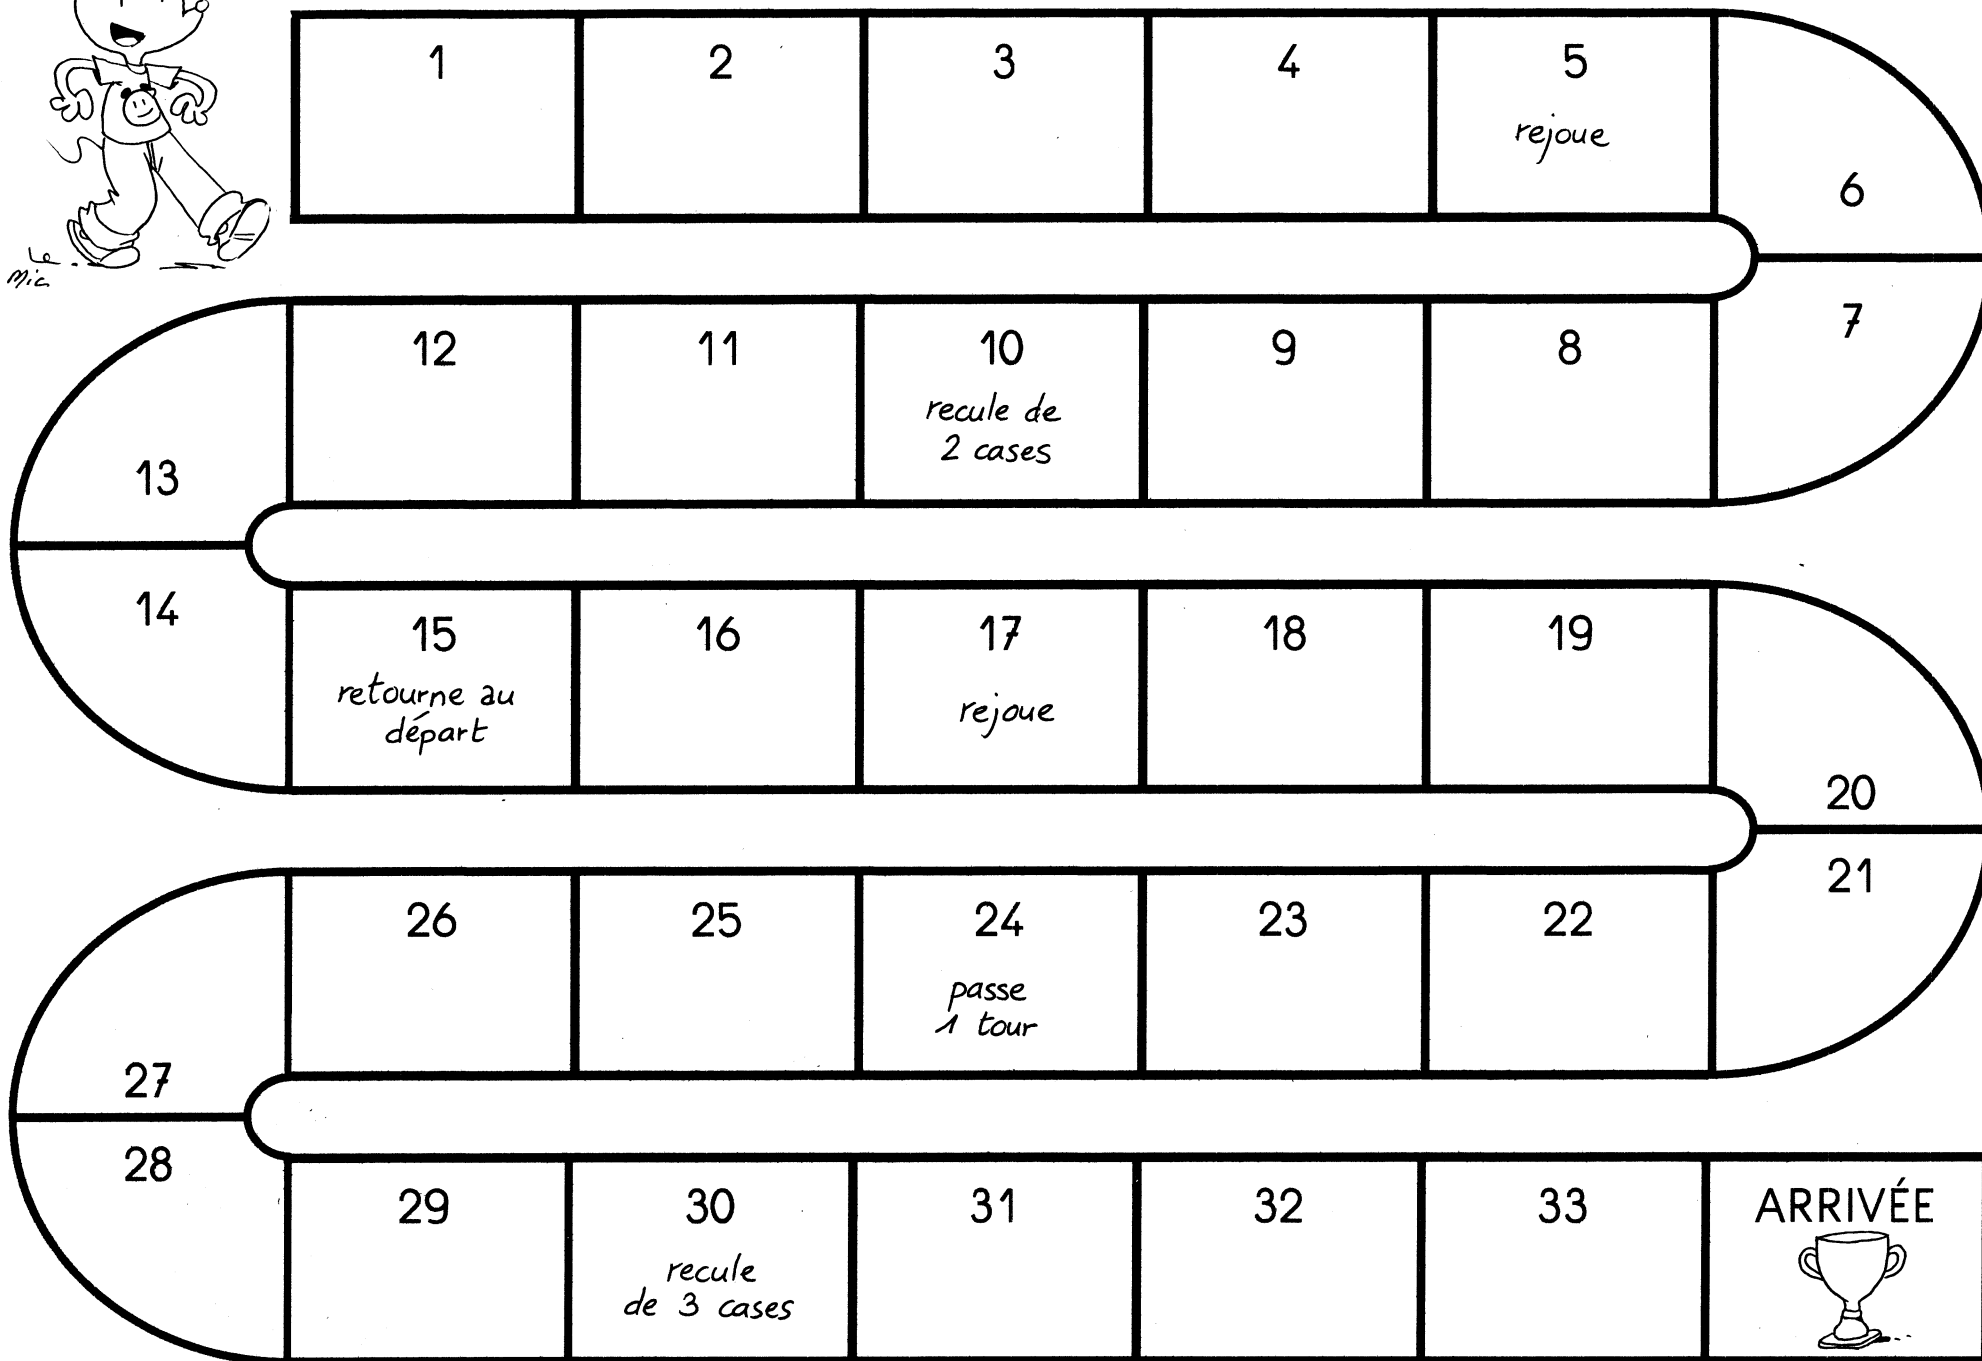 1 2 3 4 5
rejoue
6
Le
Mic
7
12 11 10 9 8
recule de
2 cases
13
14
15 16 17 18 19
retourne au
départ
rejoue
20
21
26 25 24 23 22
passe
1 tour
27
28
29 30 31 32 33 ARRIVÉE
recule
de 3 cases